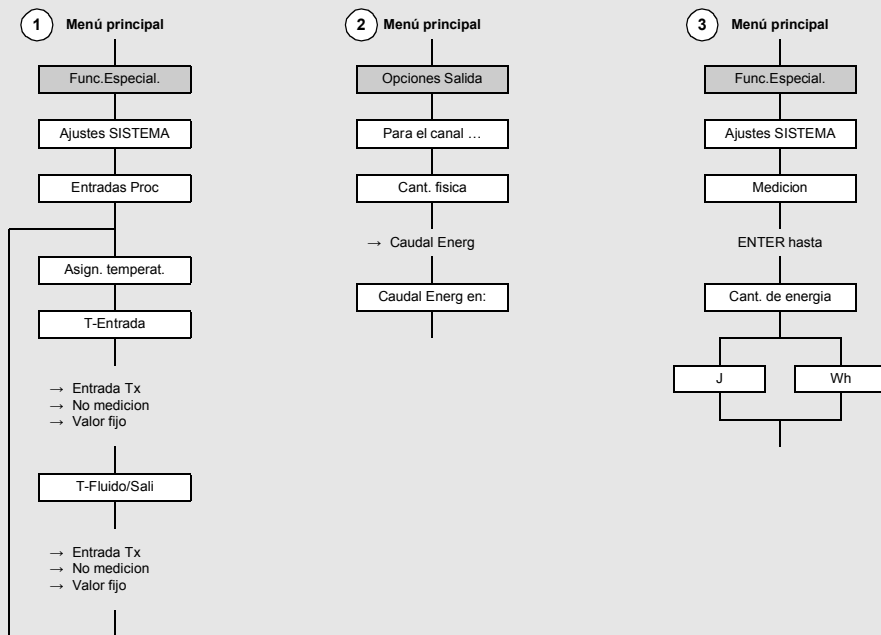 1 Menú principal
Func.Especial.
Ajustes SISTEMA
Entradas Proc
Asign. temperat.
T-Entrada
→ Entrada Tx
→ No medicion
→ Valor fijo
T-Fluido/Sali
→ Entrada Tx
→ No medicion
→ Valor fijo
2 Menú principal
Opciones Salida
Para el canal ...
Cant. fisica
→ Caudal Energ
Caudal Energ en:
3 Menú principal
Func.Especial.
Ajustes SISTEMA
Medicion
ENTER hasta
Cant. de energia
J
Wh